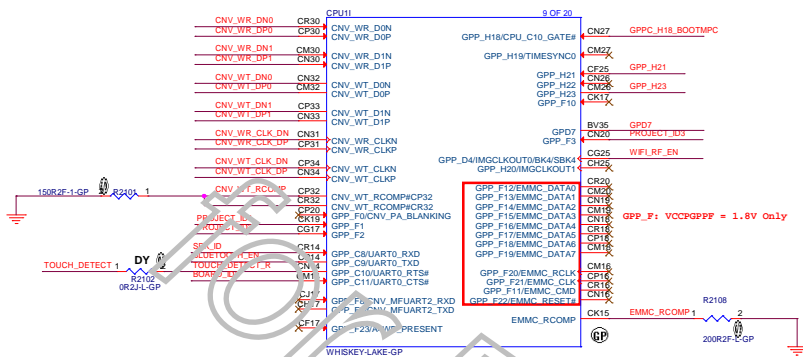 CPU1I 9 OF 20
CNV_WR_DN0 CR30 CNV_WR_D0N
CNV_WR_DP0 CP30 CNV_WR_D0P
CNV_WR_DN1 CM30 CNV_WR_D1N
CNV_WR_DP1 CN30 CNV_WR_D1P
CNV_WT_DN0 CN32 CNV_WT_D0N
CNV_WT_DP0 CM32 CNV_WT_D0P
CNV_WT_DN1 CP33 CNV_WT_D1N
CNV_WT_DP1 CN33 CNV_WT_D1P
CNV_WR_CLK_DN CN31 CNV_WR_CLKN
CNV_WR_CLK_DP CP31 CNV_WR_CLKP
CNV_WT_CLK_DN CP34 CNV_WT_CLKN
CNV_WT_CLK_DP CN34 CNV_WT_CLKP
150R2F-1-GP R2101 1 CNV_WT_RCOMP CP32 CNV_WT_RCOMP#CP32
CR32 CNV_WT_RCOMP#CR32
CP20 GPP_F0/CNV_PA_BLANKING
CK19 GPP_F1
CG17 GPP_F2
CR14 GPP_C8/UART0_RXD
GPP_C9/UART0_TXD
TOUCH_DETECT 1 R2102 DY 2 TOUCH_DETECT_R GPP_C10/UART0_RTS#
0R2J-L-GP GPP_C11/UART0_CTS#
CNV_MFUART2_RXD
CNV_MFUART2_TXD
CF17 PRESENT
WHISKEY-LAKE-GP
GPP_H18/CPU_C10_GATE# CN27 GPPC_H18_BOOTMPC
GPP_H19/TIMESYNC0 CM27
GPP_H21 CF25 GPP_H21
GPP_H22 CN26
GPP_H23 CM26 GPP_H23
GPP_F10 CK17
GPD7 BV35 GPD7
GPP_F3 CN20 PROJECT_ID3
GPP_D4/IMGCLKOUT0/BK4/SBK4 CG25 WIFI_RF_EN
GPP_H20/IMGCLKOUT1 CH25
GPP_F12/EMMC_DATA0 CR20
GPP_F13/EMMC_DATA1 CM20
GPP_F14/EMMC_DATA2 CN19
GPP_F15/EMMC_DATA3 CM19
GPP_F16/EMMC_DATA4 CN18
GPP_F17/EMMC_DATA5 CR18
GPP_F18/EMMC_DATA6 CP18
GPP_F19/EMMC_DATA7 CM18
GPP_F: VCCPGPPF = 1.8V Only
GPP_F20/EMMC_RCLK CM16
GPP_F21/EMMC_CLK CP16
GPP_F11/EMMC_CMD CR16
GPP_F22/EMMC_RESET# CN16
EMMC_RCOMP CK15 EMMC_RCOMP 1 R2108 2
GP